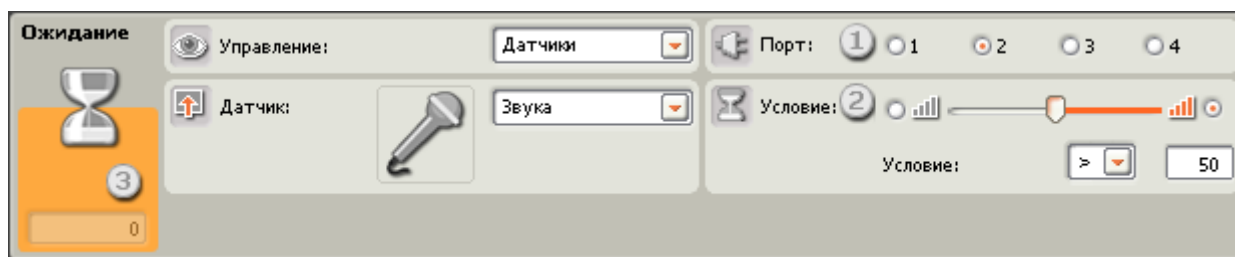 Ожидание
Управление:
Датчики
Порт:
1
1
2
3
4
Датчик:
Звука
Условие:
2
Условие:
>
50
3
0